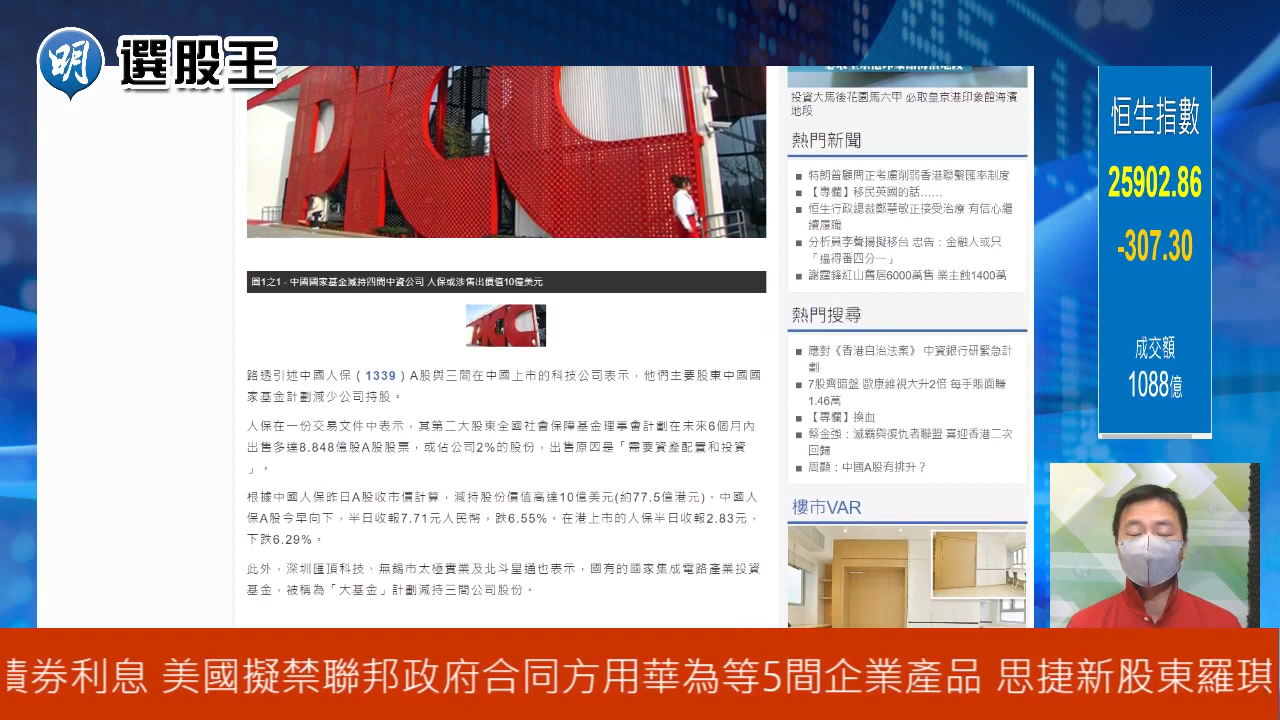 明 選股王
PICC
圖1之1 - 中國國家基金減持四間中資公司 人保或涉售出價值10億美元
路透引述中國人保（1339）A股與三間在中國上市的科技公司表示，他們主要股東中國國
家基金計劃減少公司持股。
人保在一份交易文件中表示，其第二大股東全國社會保障基金理事會計劃在未來6個月內
出售多達8.848億股A股股票，或佔公司2%的股份，出售原因是「需要資產配置和投資
」。
根據中國人保昨日A股收市價計算，減持股份價值高達10億美元(約77.5億港元)。中國人
保A股今早向下，半日收報7.71元人民幣，跌6.55%。在港上市的人保半日收報2.83元，
下跌6.29%。
此外，深圳匯頂科技、無錫市太極實業及北斗星通也表示，國有的國家集成電路產業投資
基金，被稱為「大基金」計劃減持三間公司股份。
投資大馬後花園馬六甲 必取皇京港印象館海濱
地段
熱門新聞
特朗普顧問正考慮削弱香港聯繫匯率制度
【專欄】移民英國的話……
恒生行政總裁鄭慧敏正接受治療 有信心繼
續履職
分析員李聲揚擬移台 忠告：金融人或只
「搵得番四分一」
謝霆鋒紅山舊居6000萬售 業主蝕1400萬
熱門搜尋
應對《香港自治法案》 中資銀行研緊急計
劃
7股齊暗盤 歐康維視大升2倍 每手賬面賺
1.46萬
【專欄】換血
蔡金強：滅霸與復仇者聯盟 喜迎香港二次
回歸
周顯：中國A股有排升？
樓市VAR
恒生指數
25902.86
-307.30
成交額
1088億
債券利息 美國擬禁聯邦政府合同方用華為等5間企業產品 思捷新股東羅琪